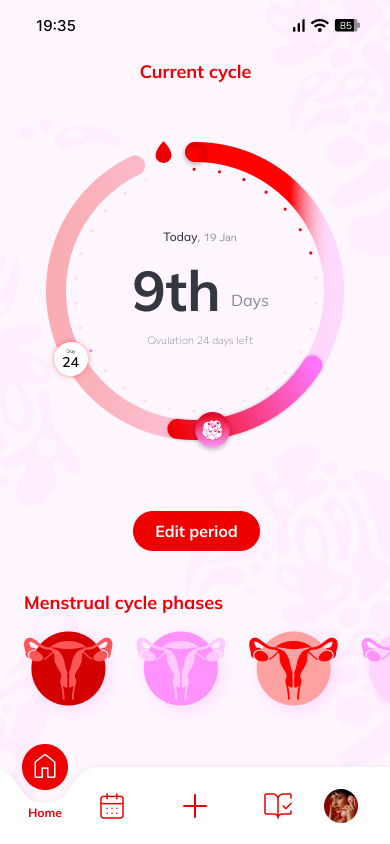 19:35
85
Current cycle
Today, 19 Jan
9th Days
Ovulation 24 days left
Day
24
Edit period
Menstrual cycle phases
Home